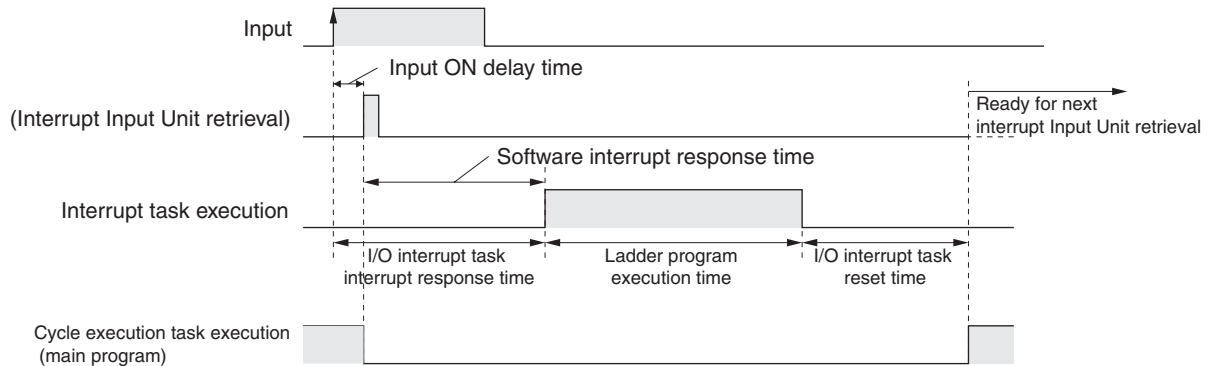 Input
Input ON delay time
(Interrupt Input Unit retrieval)
Ready for next
interrupt Input Unit retrieval
Software interrupt response time
Interrupt task execution
I/O interrupt task
interrupt response time
Ladder program
execution time
I/O interrupt task
reset time
Cycle execution task execution
(main program)